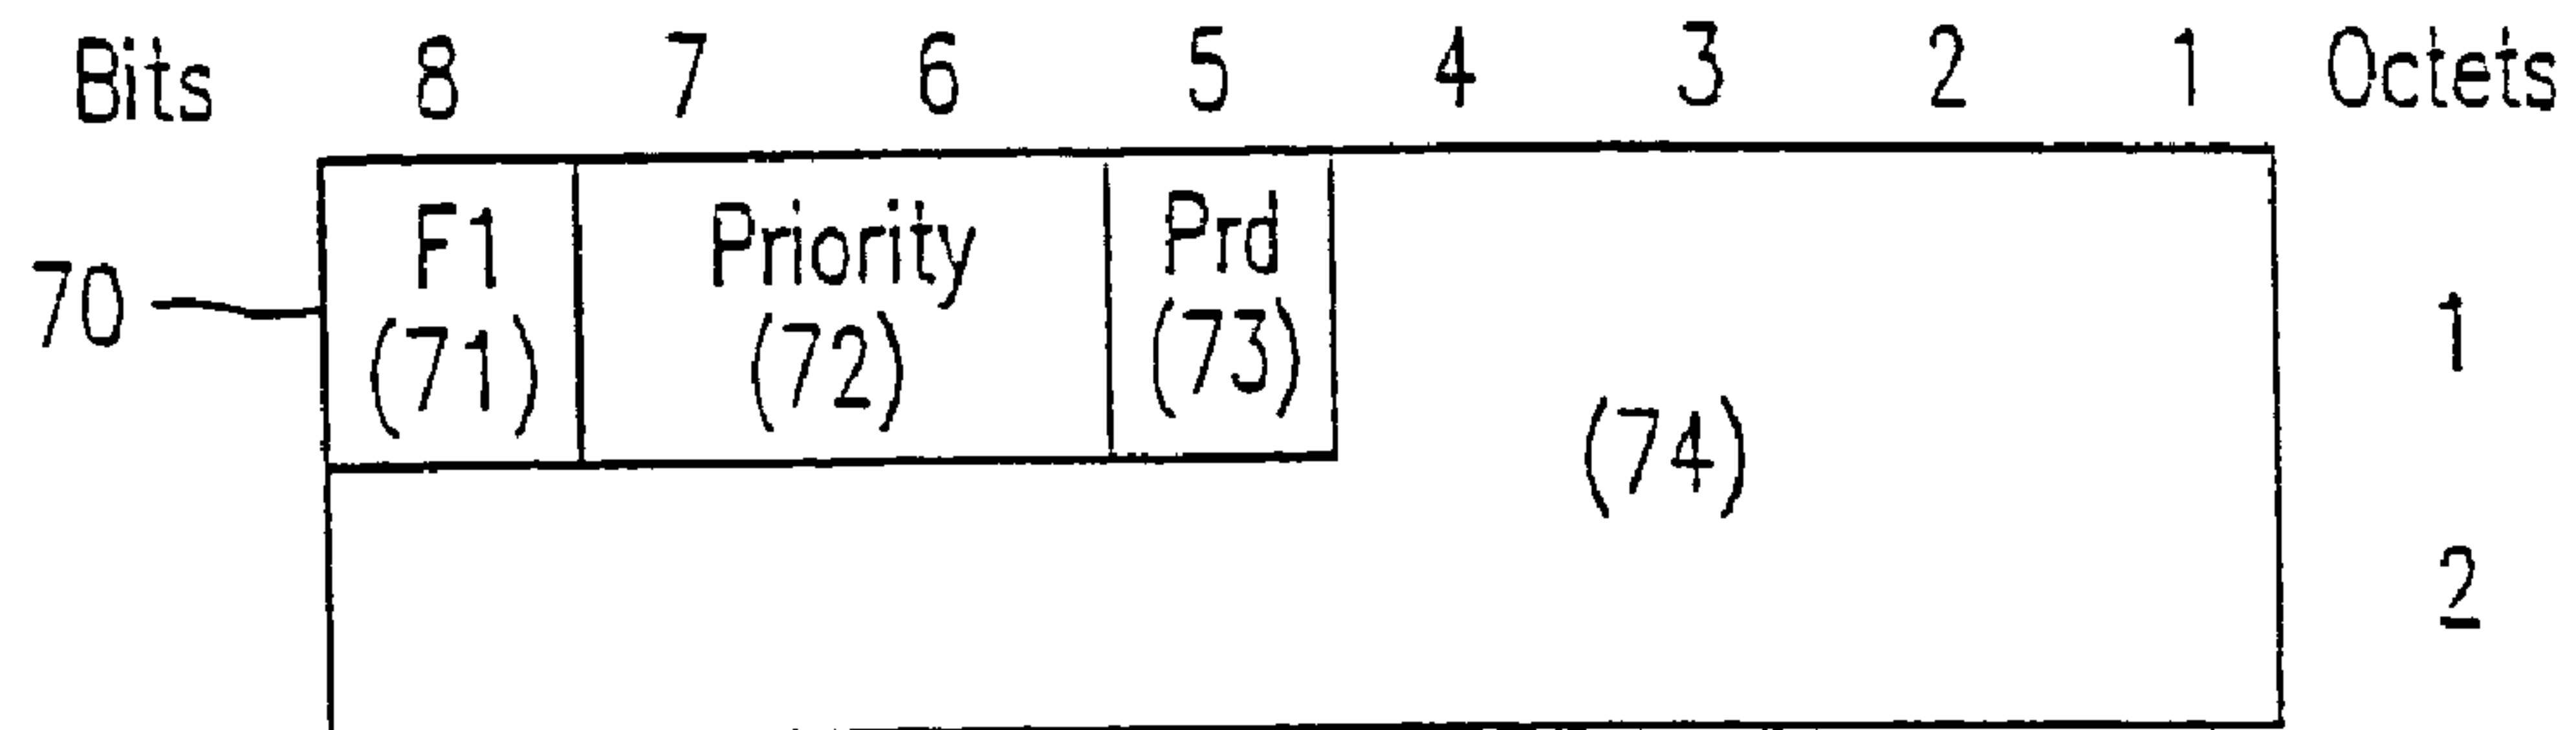 Bits 8 7 6 5 4 3 2 1 Octets
F1 Priority Prd
70 1
(71) (72) (73)
(74)
2